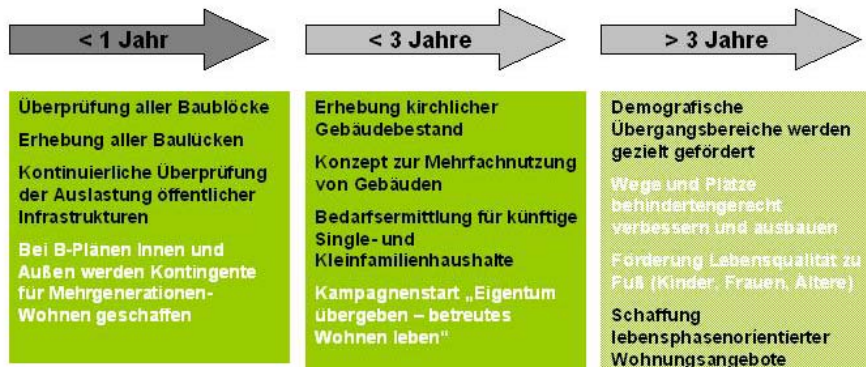 < 1 Jahr
< 3 Jahre
> 3 Jahre
Überprüfung aller Baublöcke
Erhebung aller Baulücken
Kontinuierliche Überprüfung
der Auslastung öffentlicher
Infrastrukturen
Bei B-Plänen Innen und
Außen werden Kontingente
für Mehrgenerationen-
Wohnen geschaffen
Erhebung kirchlicher
Gebäudebestand
Konzept zur Mehrfachnutzung
von Gebäuden
Bedarfsermittlung für künftige
Single- und
Kleinfamilienhaushalte
Kampagnenstart „Eigentum
übergeben – betreutes
Wohnen leben“
Demografische
Übergangsbereiche werden
gezielt gefördert
Wege und Plätze
behindertengerecht
verbessern und ausbauen
Förderung Lebensqualität zu
Fuß (Kinder, Frauen, Ältere)
Schaffung
lebensphasenorientierter
Wohnungsangebote